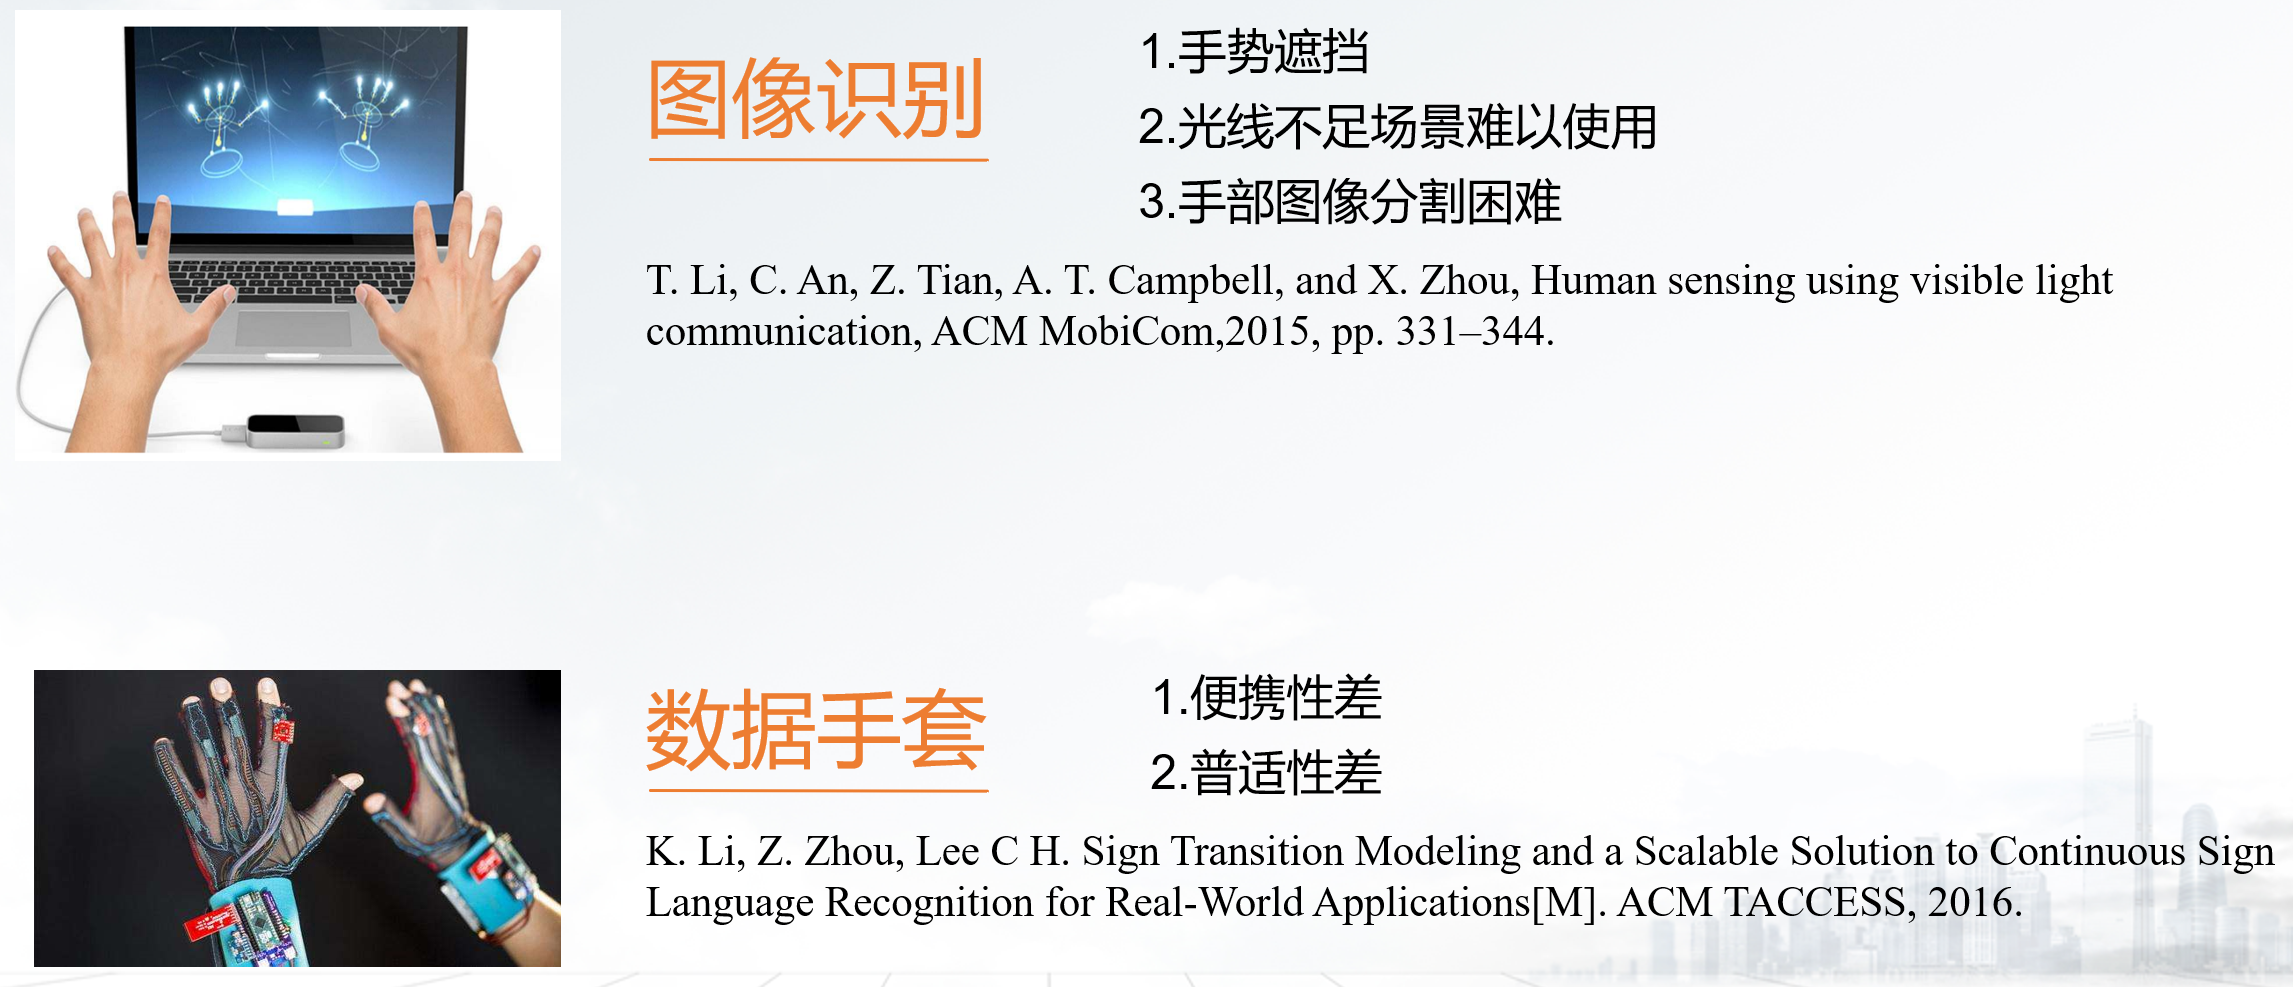 图像识别
1.手势遮挡
2.光线不足场景难以使用
3.手部图像分割困难
T. Li, C. An, Z. Tian, A. T. Campbell, and X. Zhou, Human sensing using visible light
communication, ACM MobiCom,2015, pp. 331–344.
数据手套
1.便携性差
2.普适性差
K. Li, Z. Zhou, Lee C H. Sign Transition Modeling and a Scalable Solution to Continuous Sign
Language Recognition for Real-World Applications[M]. ACM TACCESS, 2016.